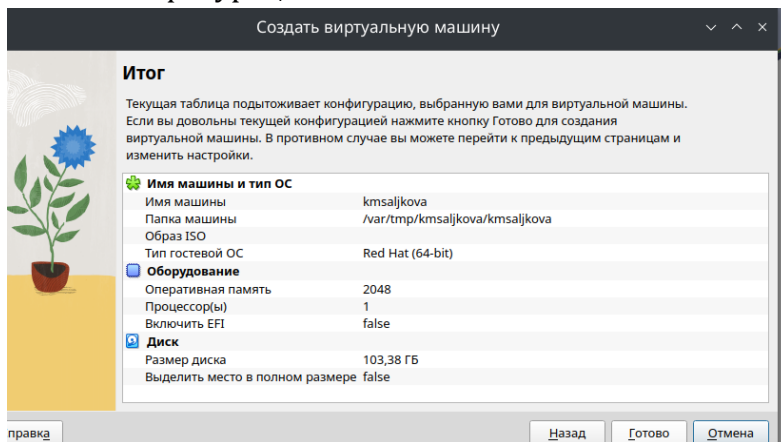 Создать виртуальную машину
Итог
Текущая таблица подытоживает конфигурацию, выбранную вами для виртуальной машины.
Если вы довольны текущей конфигурацией нажмите кнопку Готово для создания
виртуальной машины. В противном случае вы можете перейти к предыдущим страницам и
изменить настройки.
Имя машины и тип ОС
Имя машины kmsaljkova
Папка машины /var/tmp/kmsaljkova/kmsaljkova
Образ ISO
Тип гостевой ОС Red Hat (64-bit)
Оборудование
Оперативная память 2048
Процессор(ы) 1
Включить EFI false
Диск
Размер диска 103,38 ГБ
Выделить место в полном размере false
правка Назад Готово Отмена